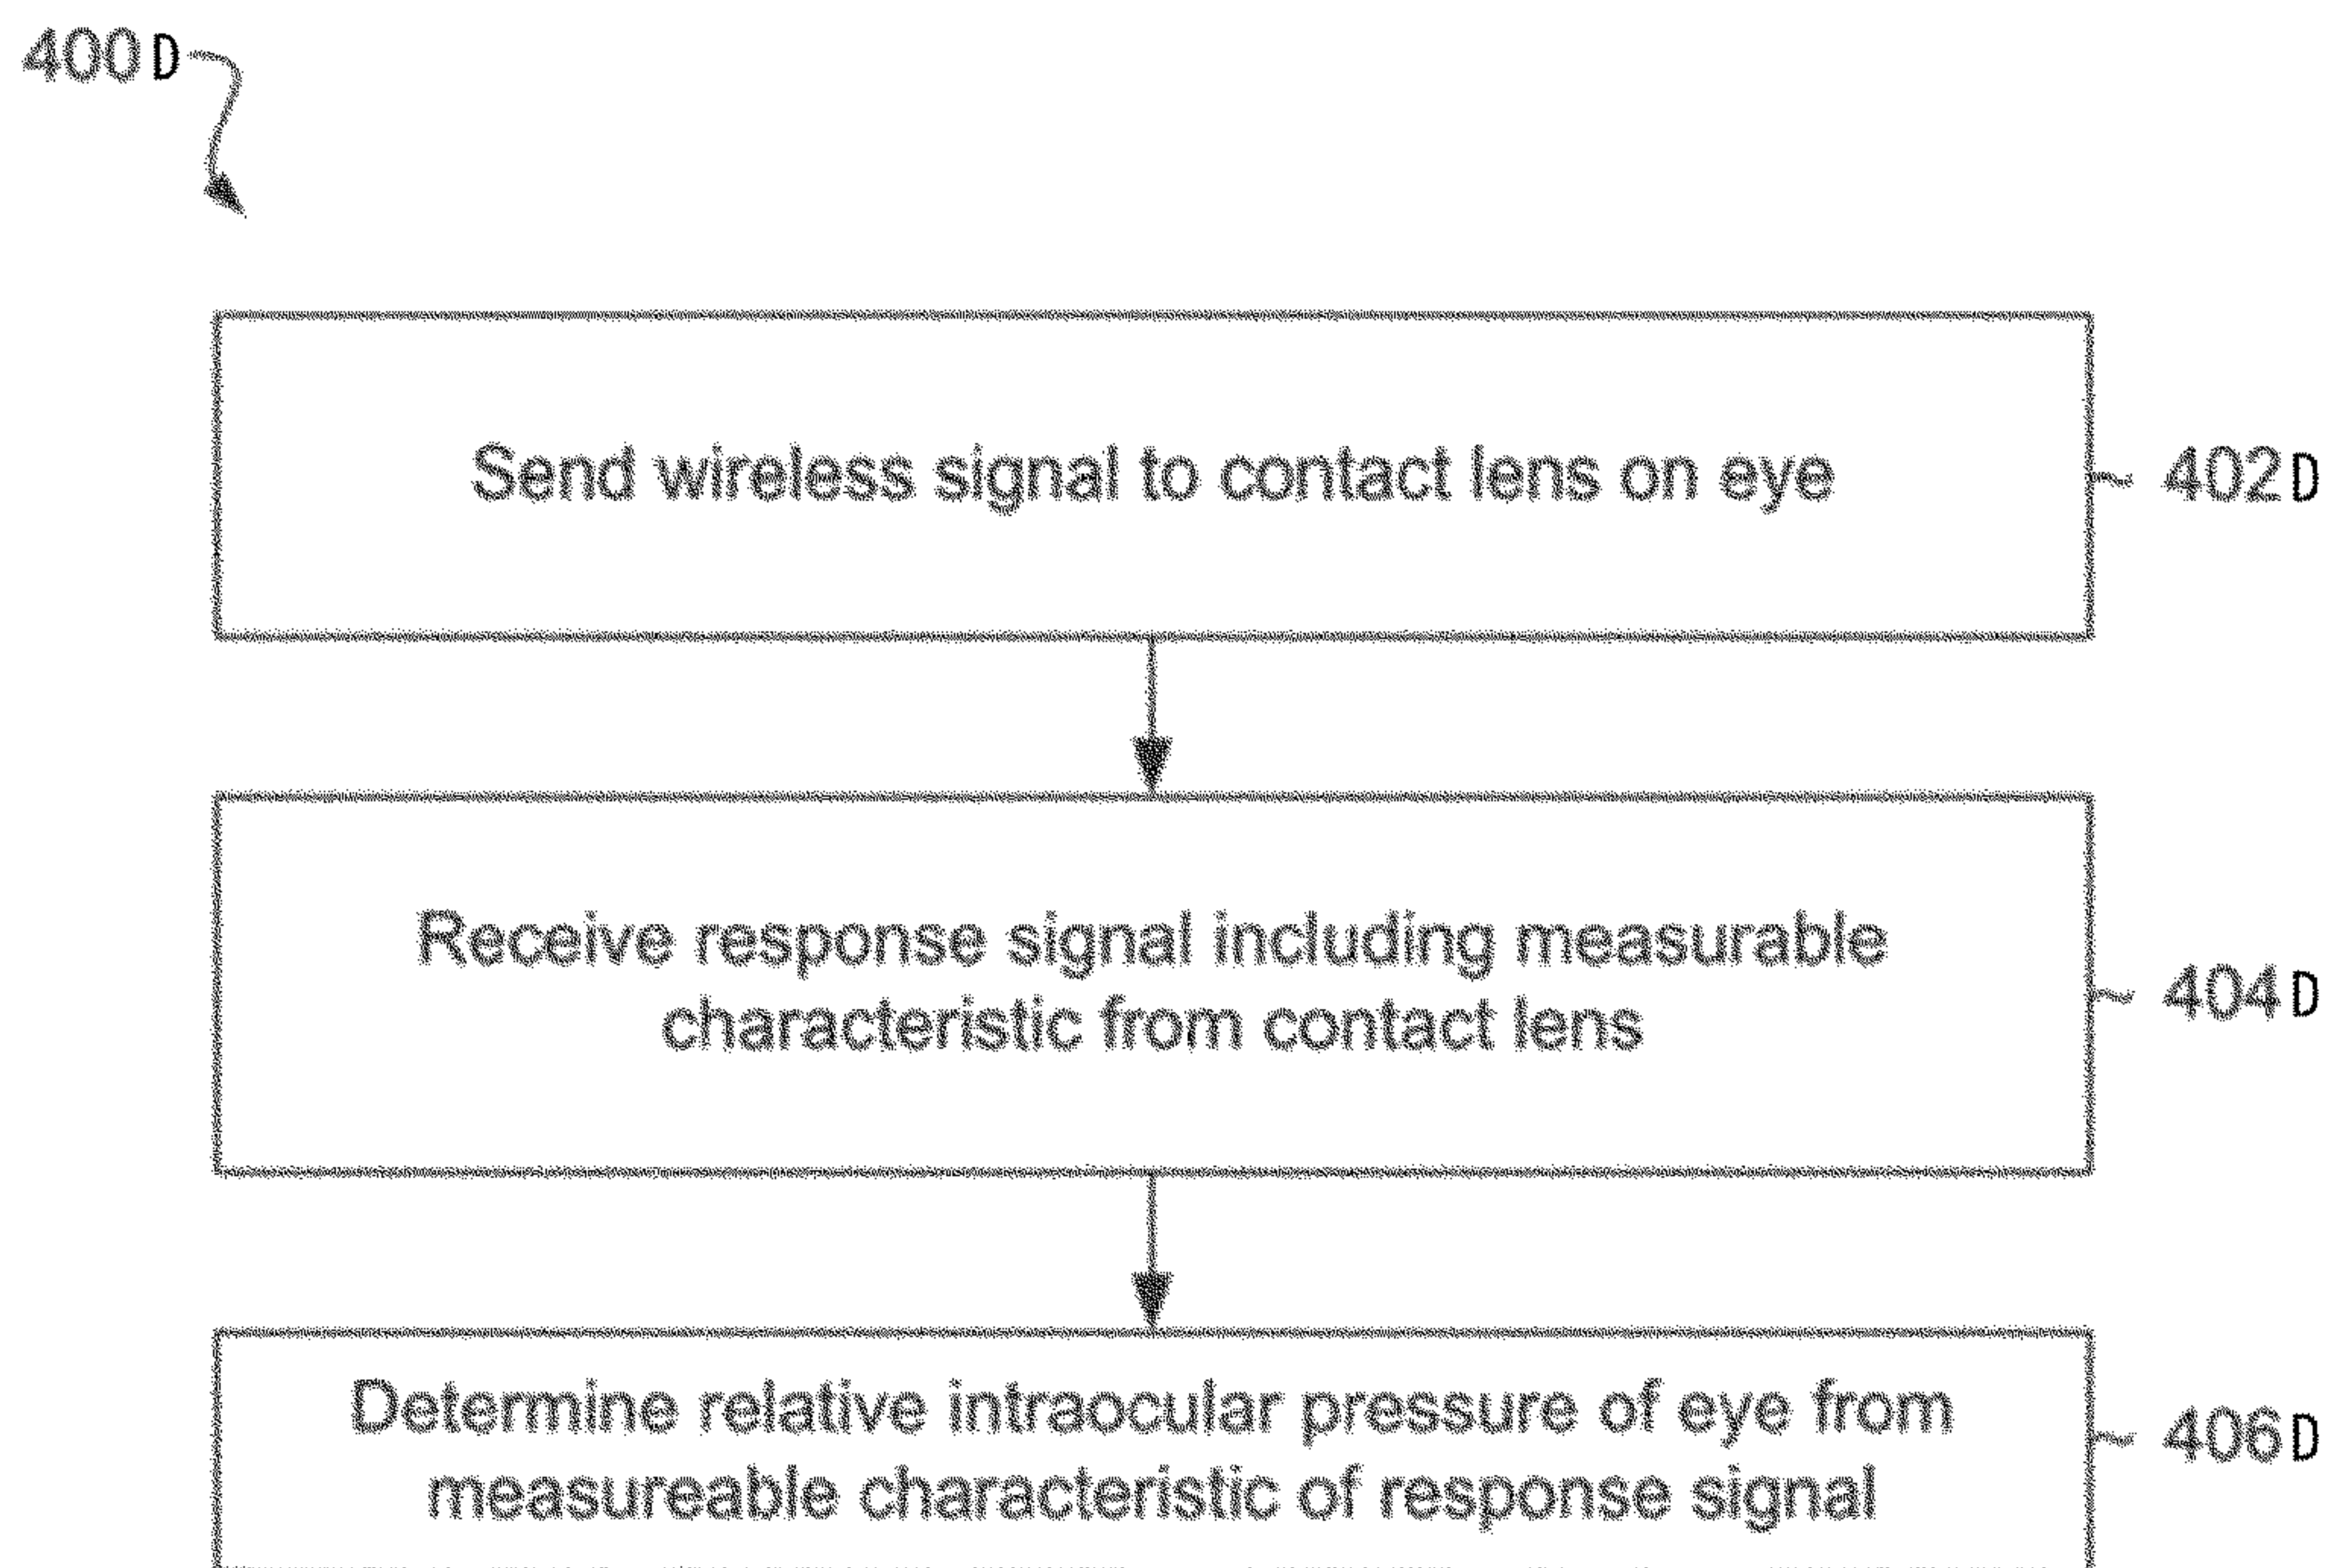 400D
Send wireless signal to contact lens on eye
402D
Receive response signal including measurable
characteristic from contact lens
404D
Determine relative intraocular pressure of eye from
measureable characteristic of response signal
406D